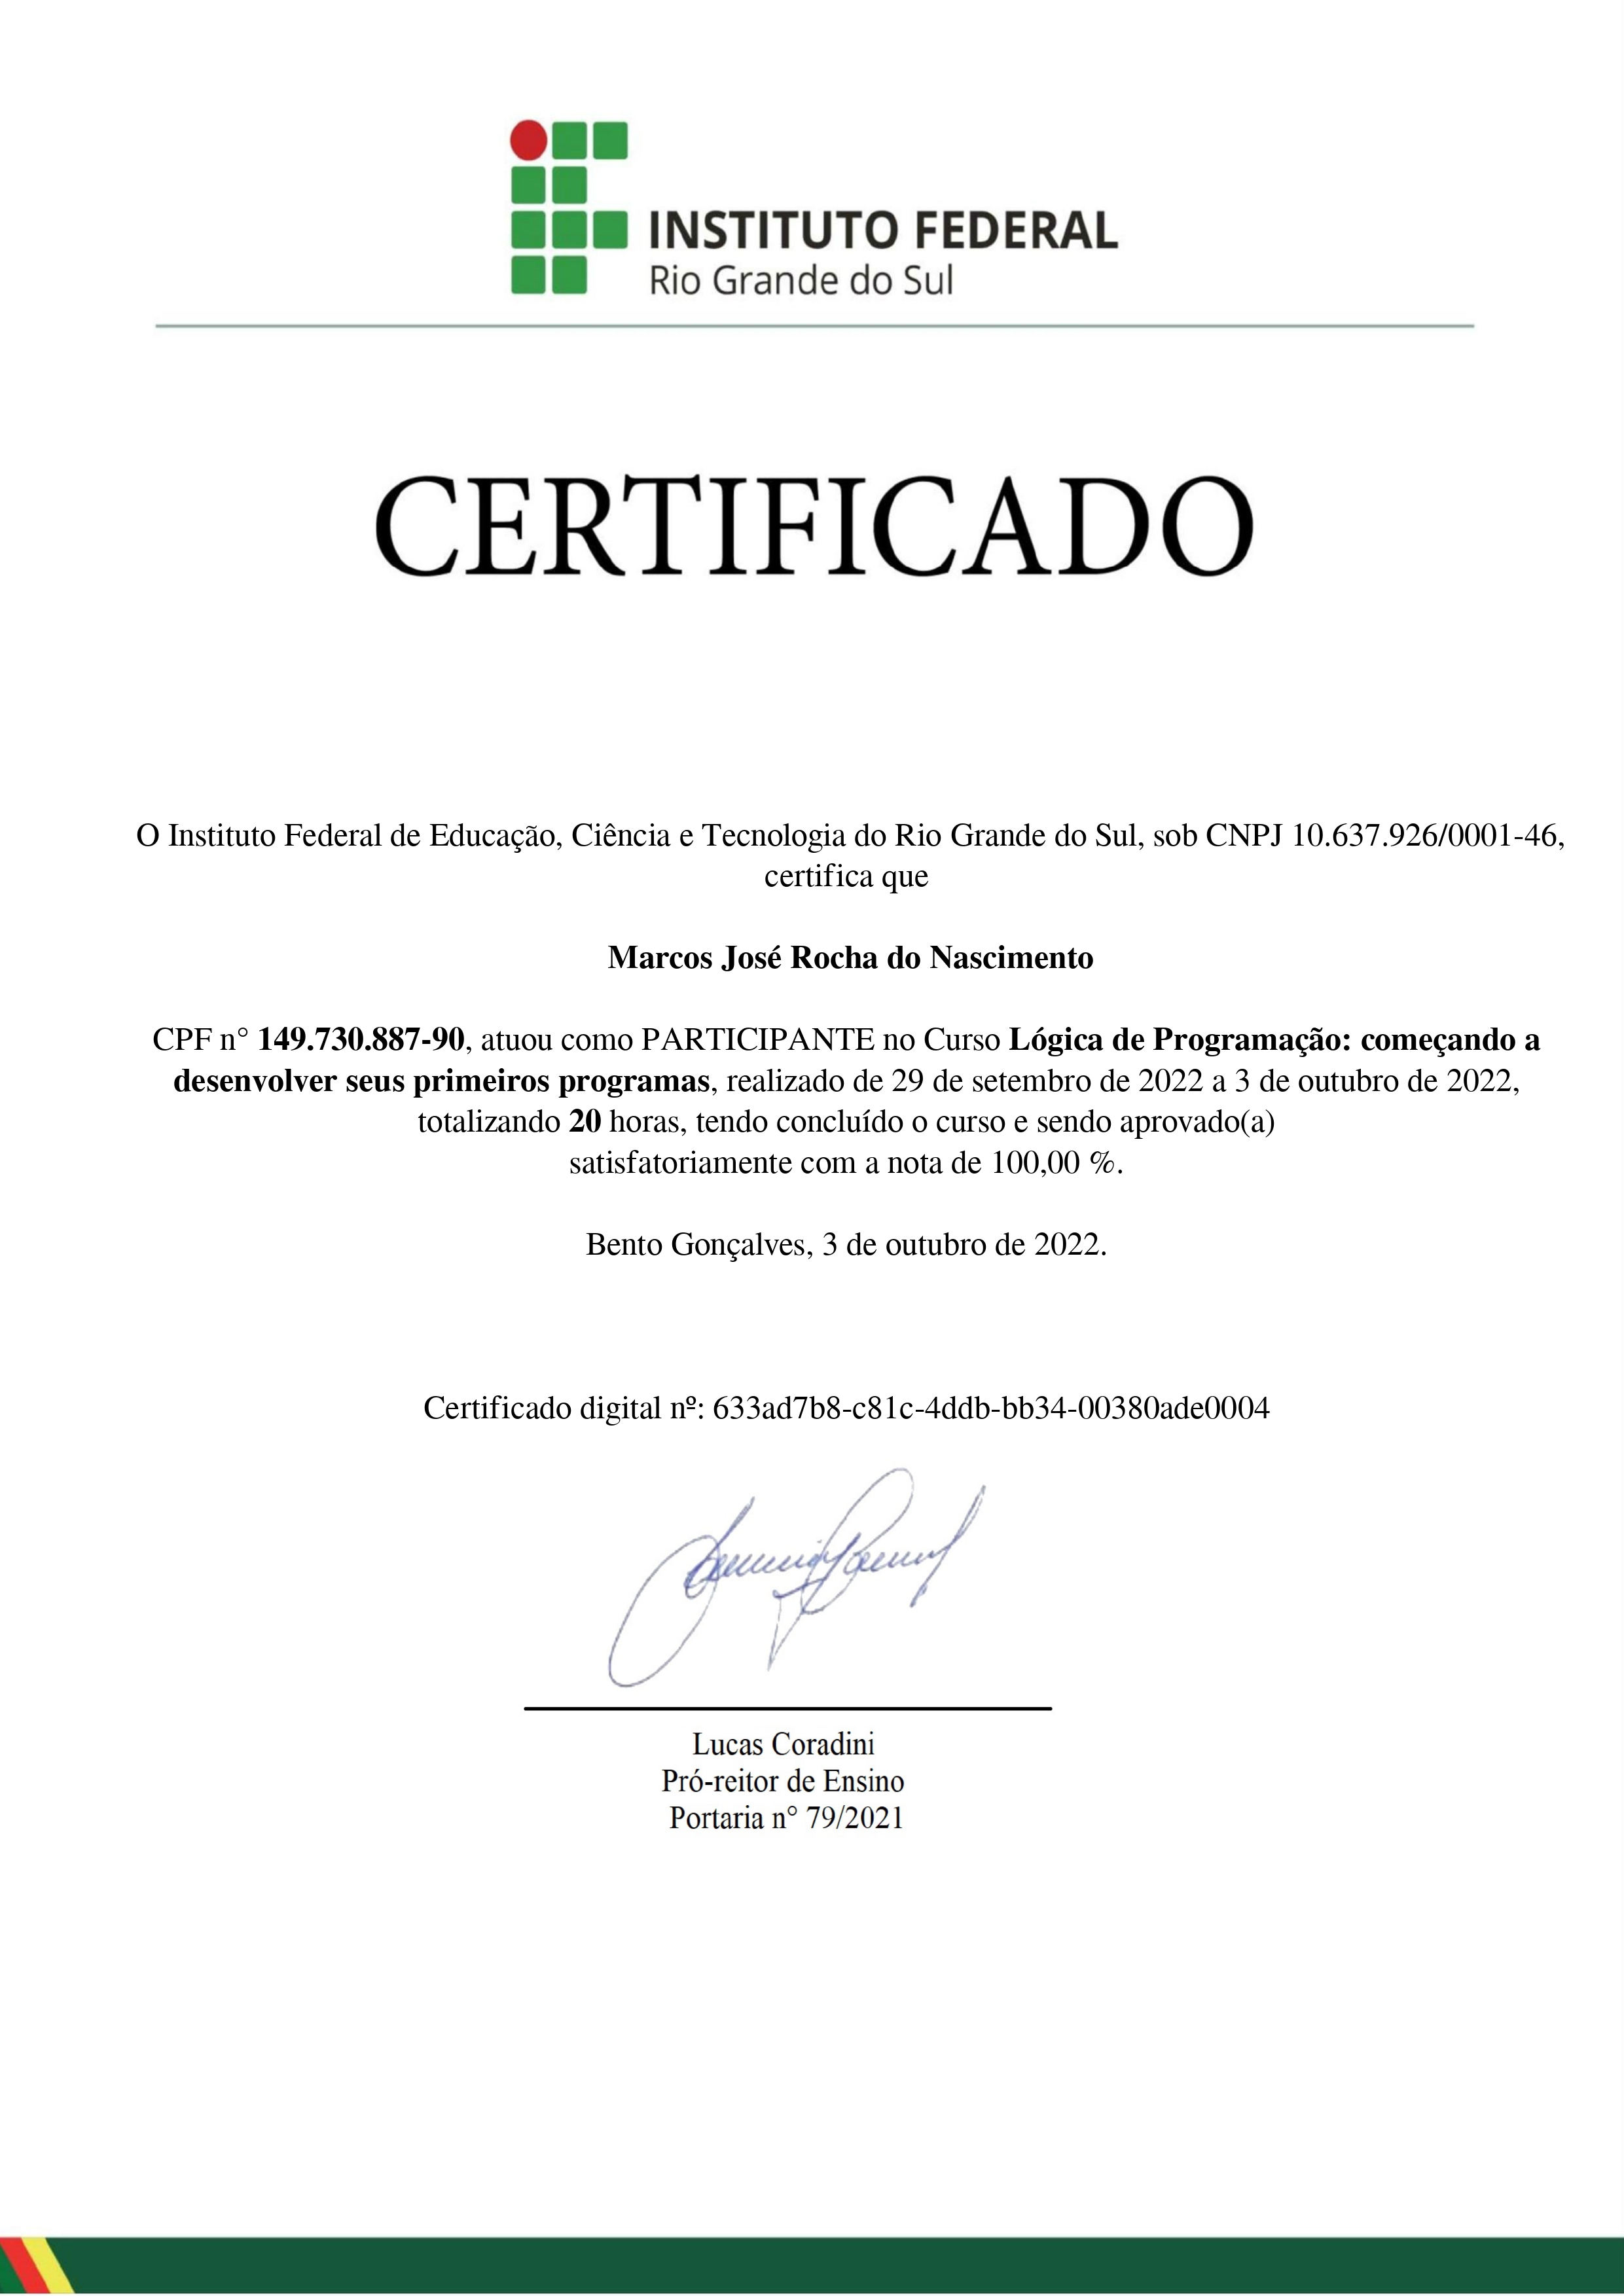 INSTITUTO FEDERAL
Rio Grande do Sul
CERTIFICADO
O Instituto Federal de Educação, Ciência e Tecnologia do Rio Grande do Sul, sob CNPJ 10.637.926/0001-46,
certifica que
Marcos José Rocha do Nascimento
CPF n° 149.730.887-90, atuou como PARTICIPANTE no Curso Lógica de Programação: começando a
desenvolver seus primeiros programas, realizado de 29 de setembro de 2022 a 3 de outubro de 2022,
totalizando 20 horas, tendo concluído o curso e sendo aprovado(a)
satisfatoriamente com a nota de 100,00 %.
Bento Gonçalves, 3 de outubro de 2022.
Certificado digital nº: 633ad7b8-c81c-4ddb-bb34-00380ade0004
Lucas Coradini
Pró-reitor de Ensino
Portaria n° 79/2021